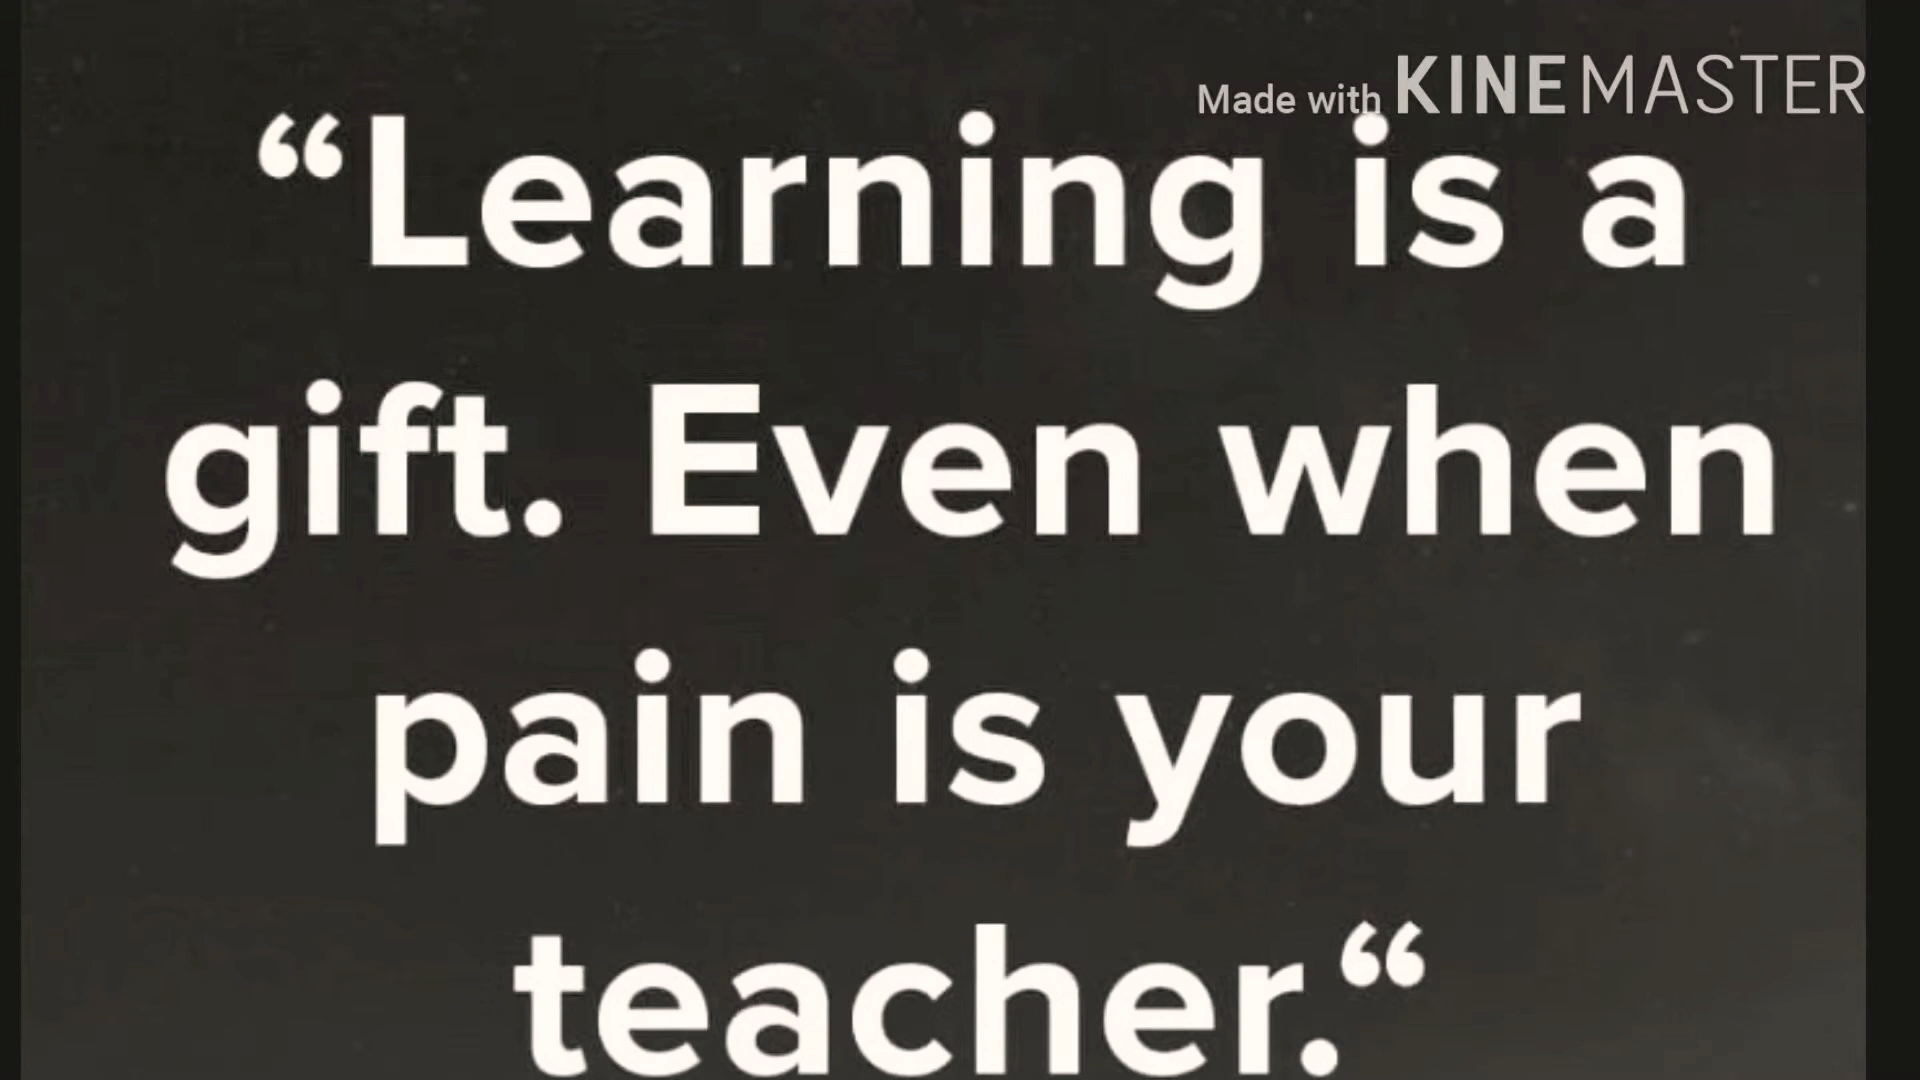 Made with KINEMASTER
“Learning is a
gift. Even when
pain is your
teacher.“